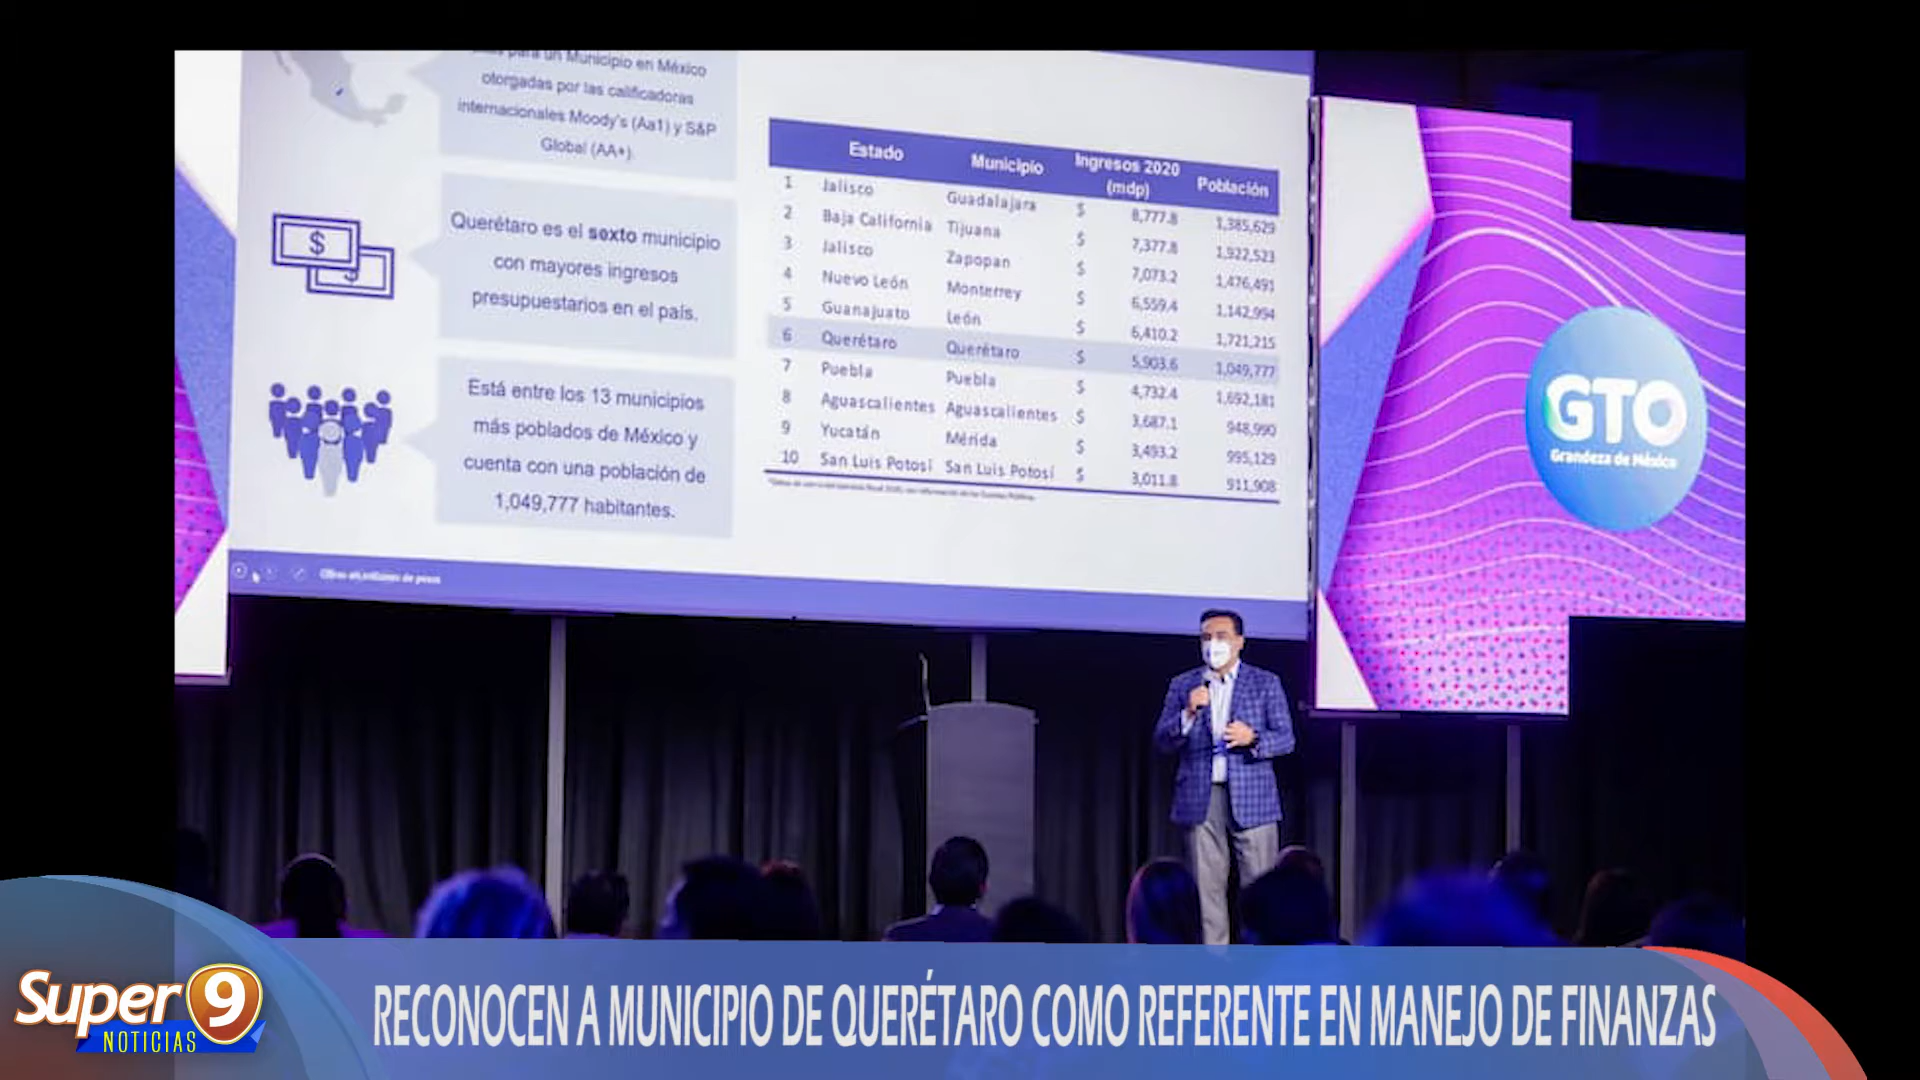 para un Municipio en México
otorgadas por las calificadoras
internacionales Moody's (Aa1) y S&P
Global (AA+).
$
$
Querétaro es el sexto municipio
con mayores ingresos
presupuestarios en el país.
Está entre los 13 municipios
más poblados de México y
cuenta con una población de
1,049,777 habitantes.
Estado Municipio Ingresos 2020 (mdp) Población
1 Jalisco Guadalajara $ 8,777.8 1,385,629
2 Baja California Tijuana $ 7,377.8 1,922,523
3 Jalisco Zapopan $ 7,073.2 1,476,491
4 Nuevo León Monterrey $ 6,559.4 1,142,994
5 Guanajuato León $ 6,410.2 1,721,215
6 Querétaro Querétaro $ 5,903.6 1,049,777
7 Puebla Puebla $ 4,732.4 1,692,181
8 Aguascalientes Aguascalientes $ 3,687.1 948,990
9 Yucatán Mérida $ 3,493.2 995,129
10 San Luis Potosí San Luis Potosí $ 3,011.8 911,908
Cifras en millones de pesos
GTO
Grandeza de México
Super 9
NOTICIAS
RECONOCEN A MUNICIPIO DE QUERÉTARO COMO REFERENTE EN MANEJO DE FINANZAS